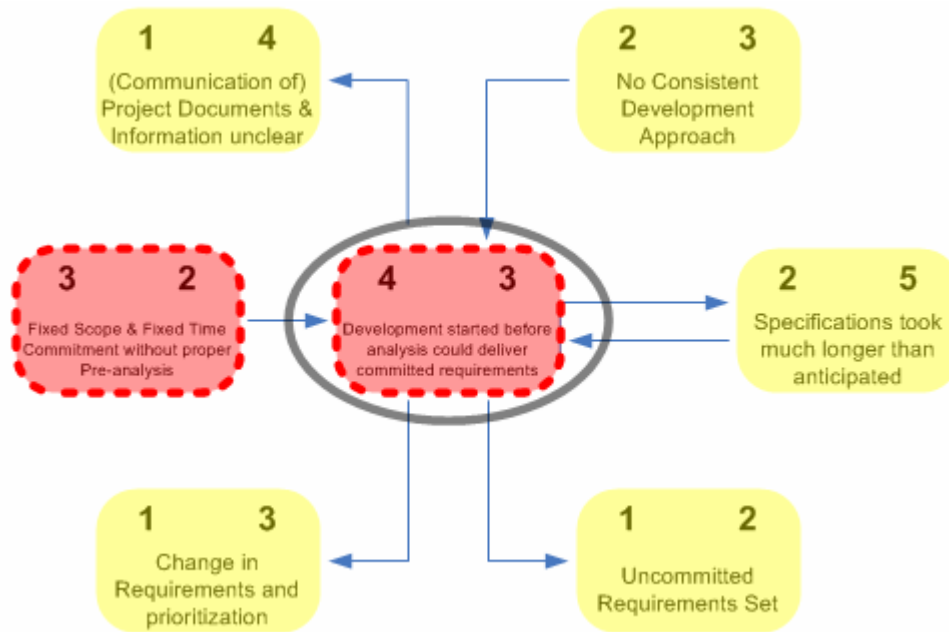 1 4
(Communication of)
Project Documents &
Information unclear
2 3
No Consistent
Development
Approach
3 2
Fixed Scope & Fixed Time
Commitment without proper
Pre-analysis
4 3
Development started before
analysis could deliver
committed requirements
2 5
Specifications took
much longer than
anticipated
1 3
Change in
Requirements and
prioritization
1 2
Uncommitted
Requirements Set